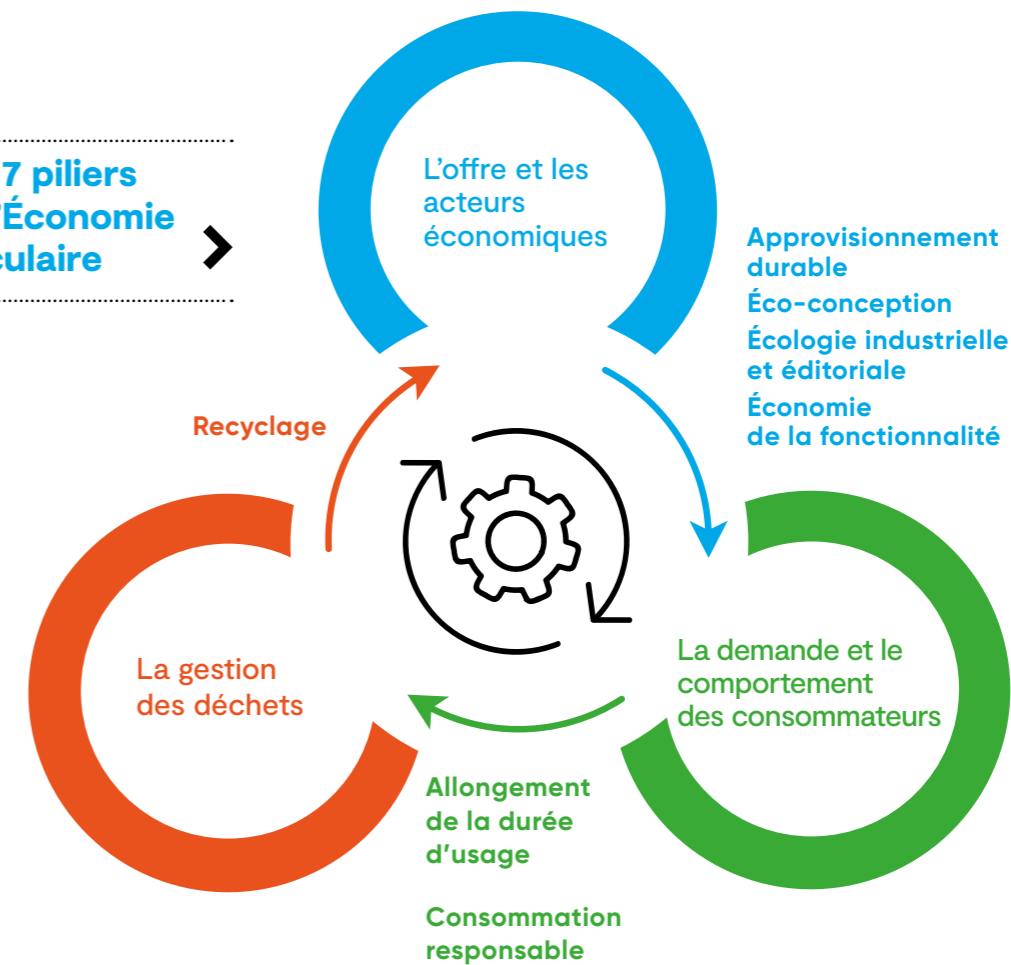 7 piliers
’Économie
culaire
L’offre et les
acteurs
économiques
Approvisionnement
durable
Éco-conception
Écologie industrielle
et éditoriale
Économie
de la fonctionnalité
Recyclage
La gestion
des déchets
La demande et le
comportement
des consommateurs
Allongement
de la durée
d’usage
Consommation
responsable